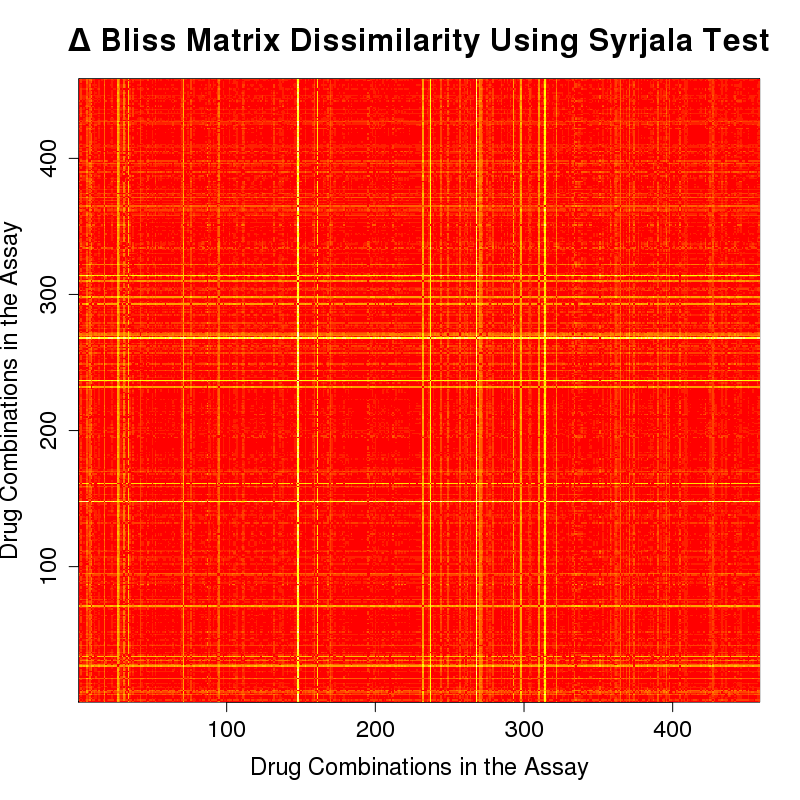 Δ Bliss Matrix Dissimilarity Using Syrjala Test
Drug Combinations in the Assay
400
300
200
100
100 200 300 400
Drug Combinations in the Assay